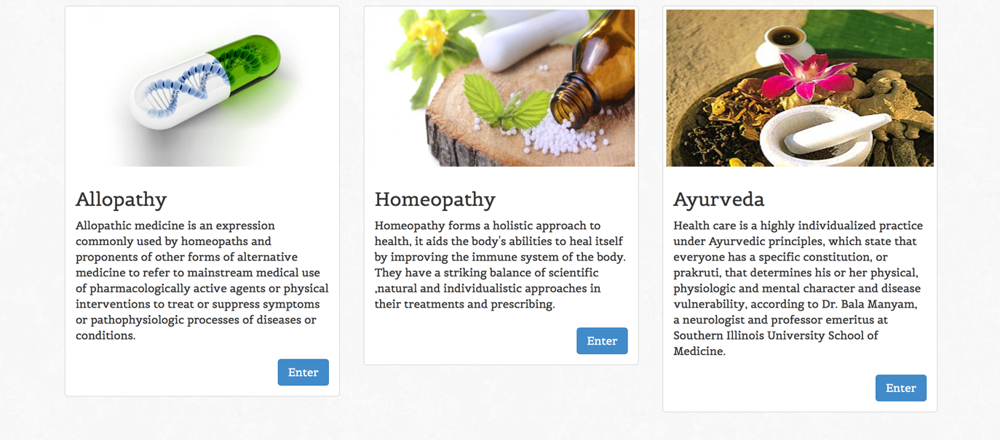 Allopathy
Allopathic medicine is an expression
commonly used by homeopaths and
proponents of other forms of alternative
medicine to refer to mainstream medical use
of pharmacologically active agents or physical
interventions to treat or suppress symptoms
or pathophysiologic processes of diseases or
conditions.
Enter
Homeopathy
Homeopathy forms a holistic approach to
health, it aids the body's abilities to heal itself
by improving the immune system of the body.
They have a striking balance of scientific
,natural and individualistic approaches in
their treatments and prescribing.
Enter
Ayurveda
Health care is a highly individualized practice
under Ayurvedic principles, which state that
everyone has a specific constitution, or
prakruti, that determines his or her physical,
physiologic and mental character and disease
vulnerability, according to Dr. Bala Manyam,
a neurologist and professor emeritus at
Southern Illinois University School of
Medicine.
Enter